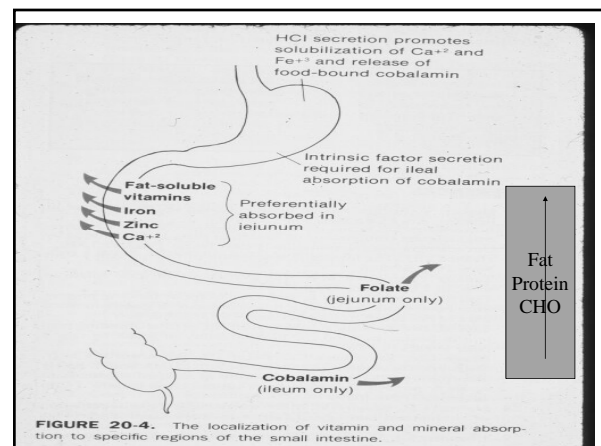 HCl secretion promotes
solubilization of Ca+2 and
Fe+3 and release of
food-bound cobalamin
Intrinsic factor secretion
required for ileal
absorption of cobalamin
Fat-soluble
vitamins
Iron
Zinc
Ca+2
Preferentially
absorbed in
jejunum
Fat
Protein
CHO
Folate
(jejunum only)
Cobalamin
(ileum only)
FIGURE 20-4. The localization of vitamin and mineral absorp-
tion to specific regions of the small intestine.